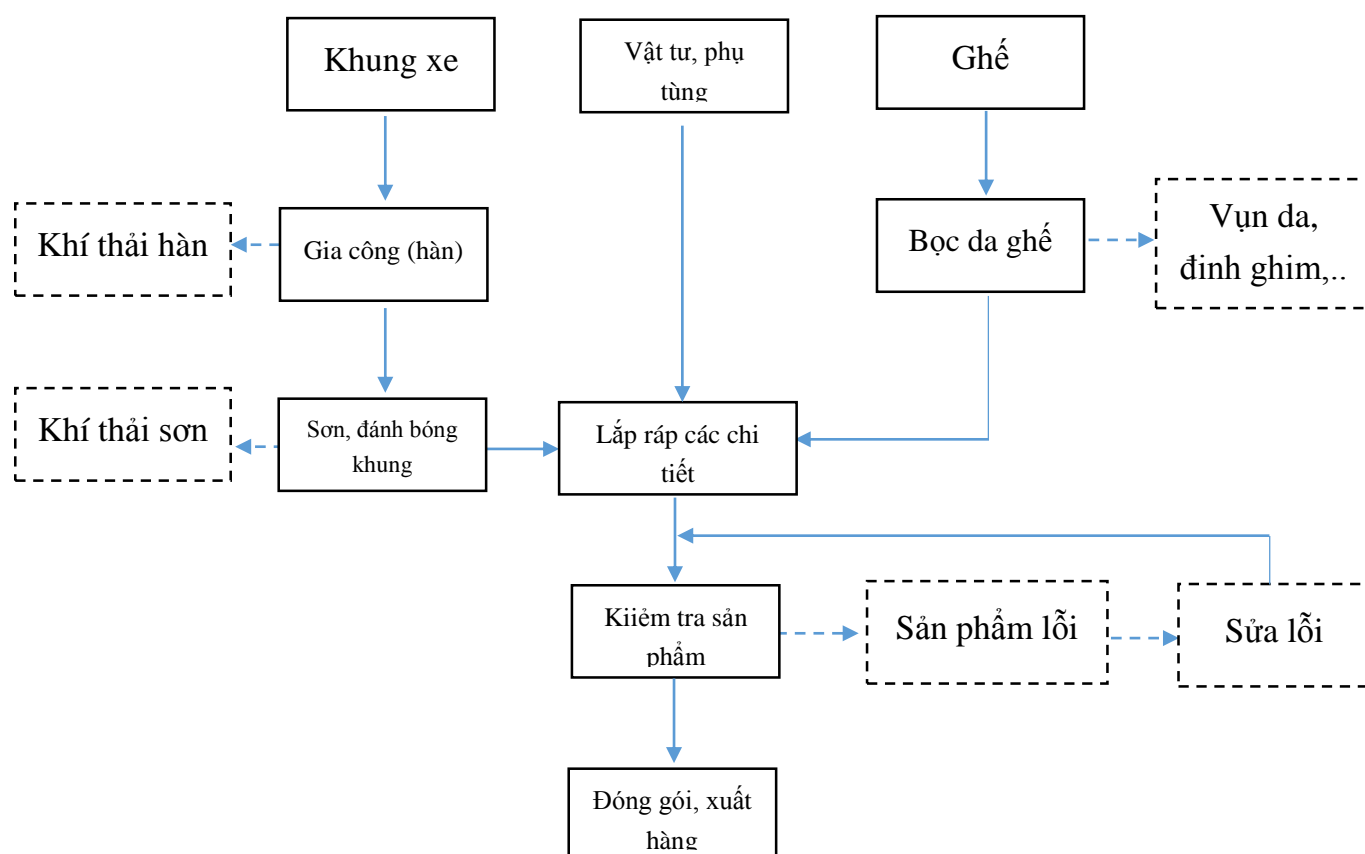 Khung xe
Vật tư, phụ
tùng
Ghế
Khí thải hàn
Gia công (hàn)
Bọc da ghế
Vụn da,
đinh ghim,..
Khí thải sơn
Sơn, đánh bóng
khung
Lắp ráp các chi
tiết
Kiiểm tra sản
phẩm
Sản phẩm lỗi
Sửa lỗi
Đóng gói, xuất
hàng